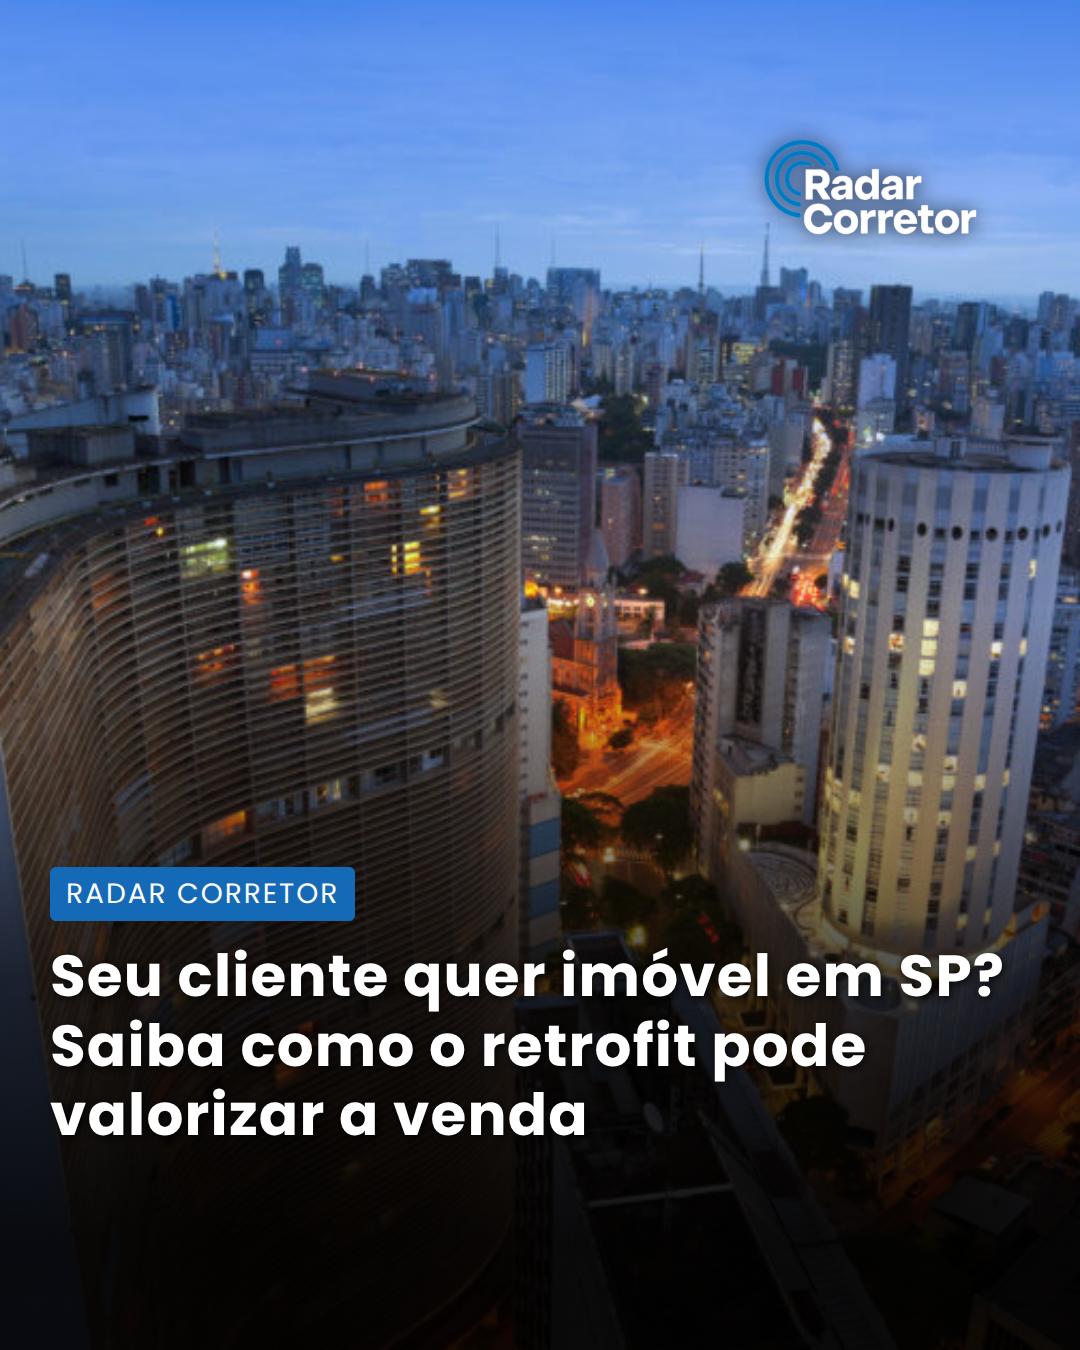 Radar
Corretor
RADAR CORRETOR
Seu cliente quer imóvel em SP?
Saiba como o retrofit pode
valorizar a venda